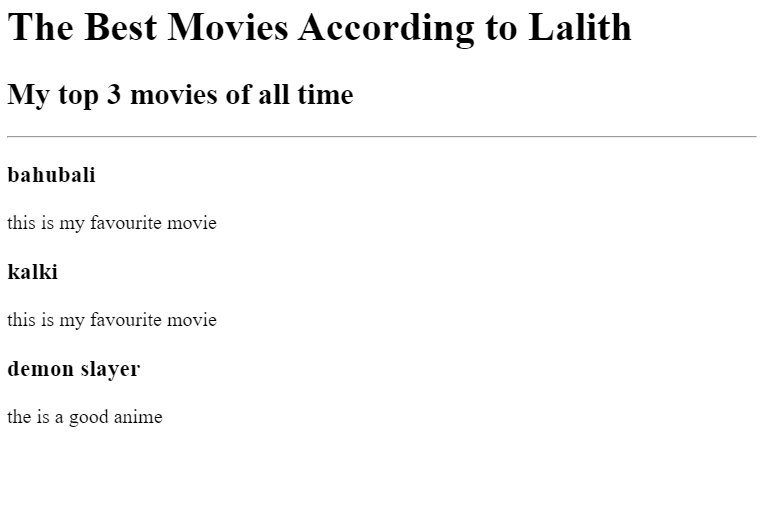 The Best Movies According to Lalith
My top 3 movies of all time
bahubali
this is my favourite movie
kalki
this is my favourite movie
demon slayer
the is a good anime